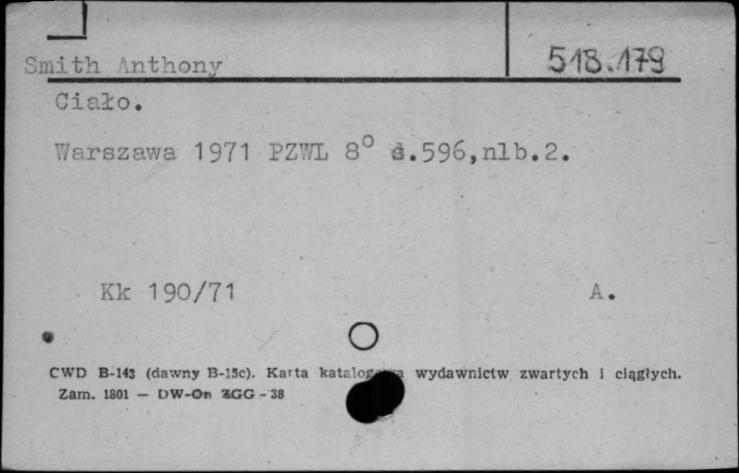 Smith Anthony 518.179
Ciało.
Warszawa 1971 PZWL 8° s.596,nlb.2.
Kk 190/71 A.
CWD B-143 (dawny B-15c). Karta katalogowa wydawnictw zwartych i ciągłych.
Zam. 1801 — DW-On ZGG - 38